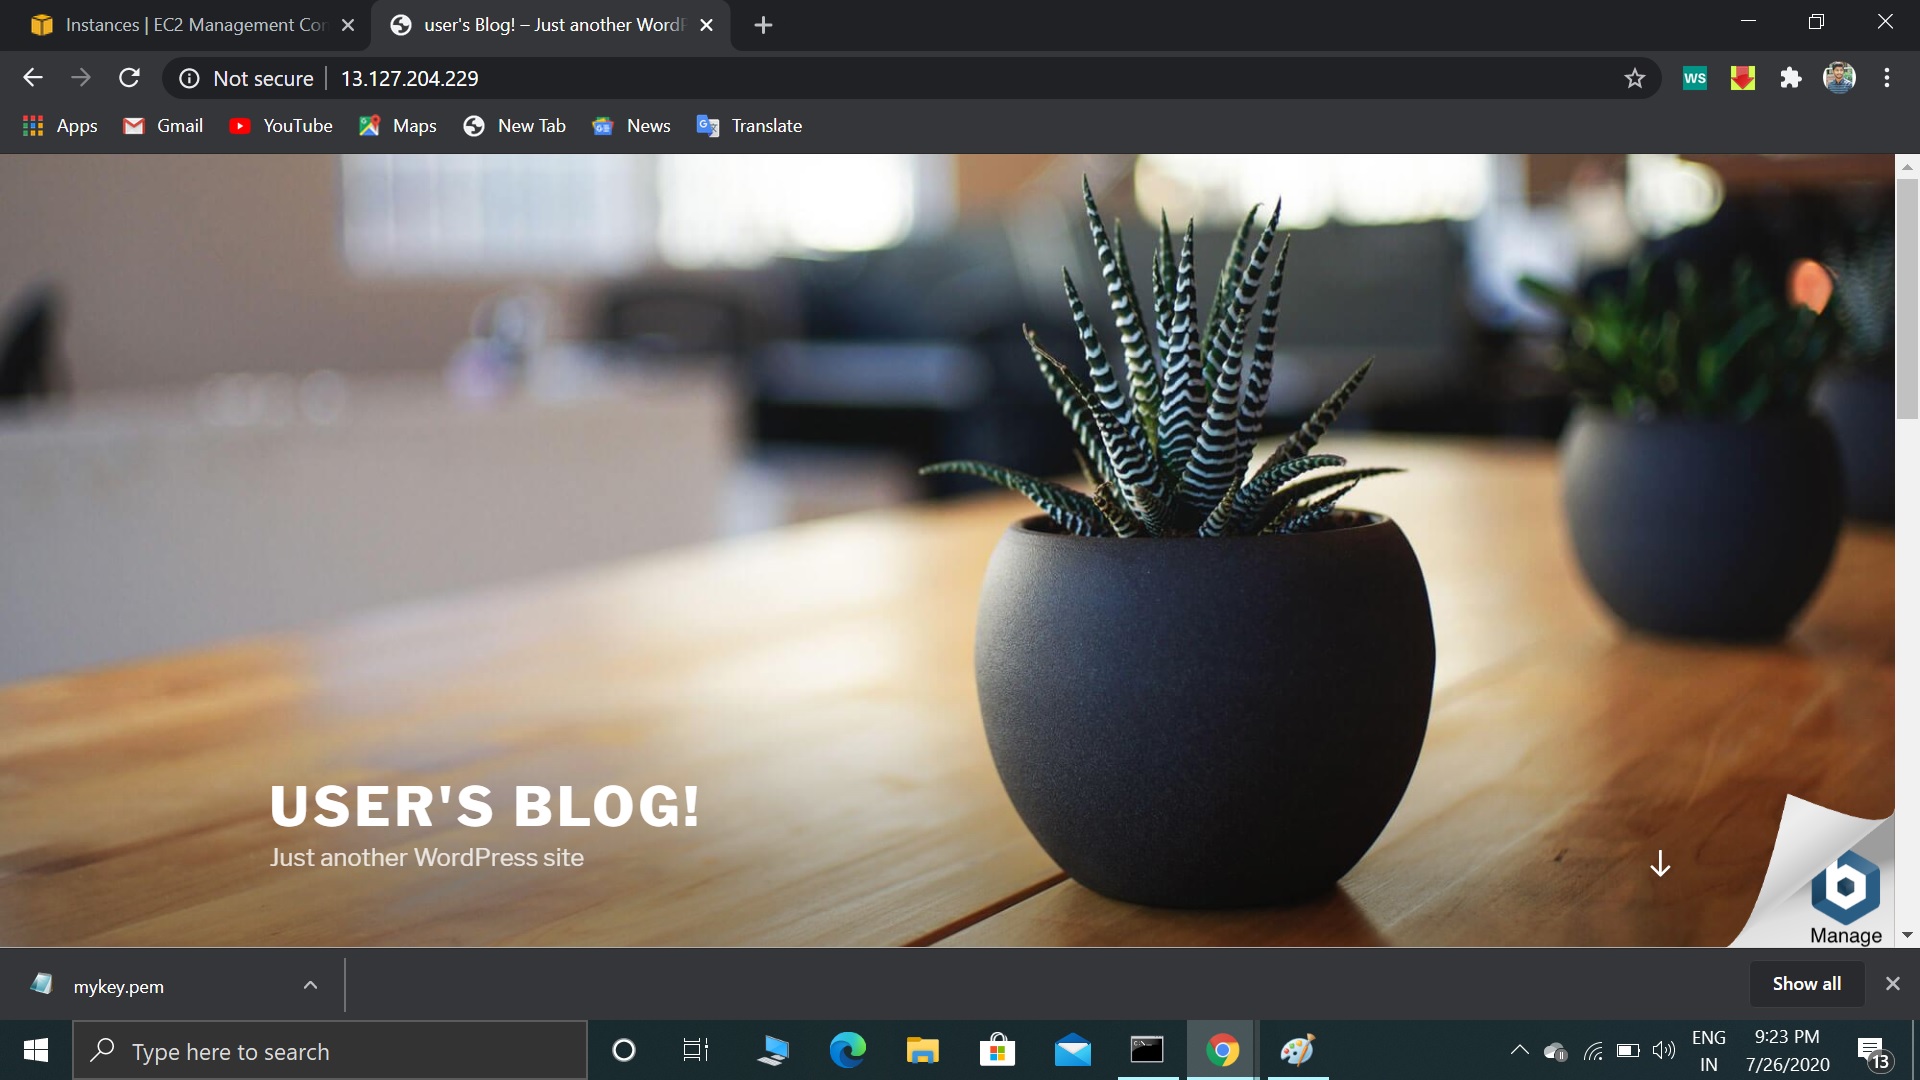 Instances | EC2 Management Con
user's Blog! – Just another WordP
Not secure
13.127.204.229
WS
Apps
Gmail
YouTube
Maps
New Tab
News
Translate
USER'S BLOG!
Just another WordPress site
b
Manage
mykey.pem
Show all
Type here to search
ENG
IN
9:23 PM
7/26/2020
13